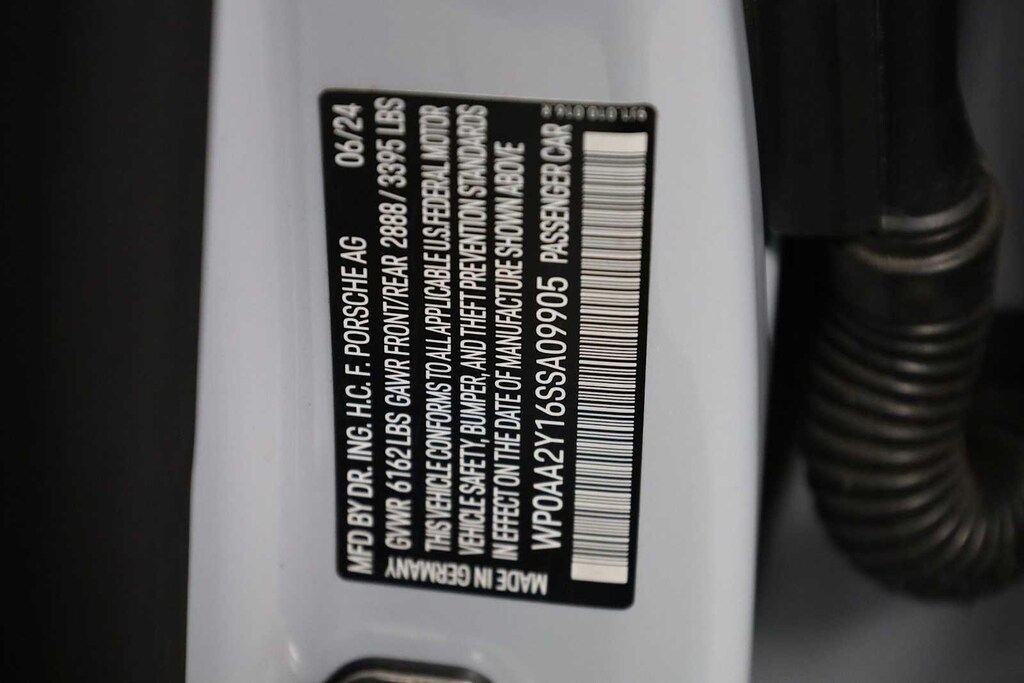 MFD BY DR. ING. H.C. F. PORSCHE AG 06/24
GVWR 6162 LBS GAWR FRONT/REAR 2888 / 3395 LBS
THIS VEHICLE CONFORMS TO ALL APPLICABLE U.S. FEDERAL MOTOR
VEHICLE SAFETY, BUMPER, AND THEFT PREVENTION STANDARDS
IN EFFECT ON THE DATE OF MANUFACTURE SHOWN ABOVE
WP0AA2Y16SSA09905 PASSENGER CAR
MADE IN GERMANY